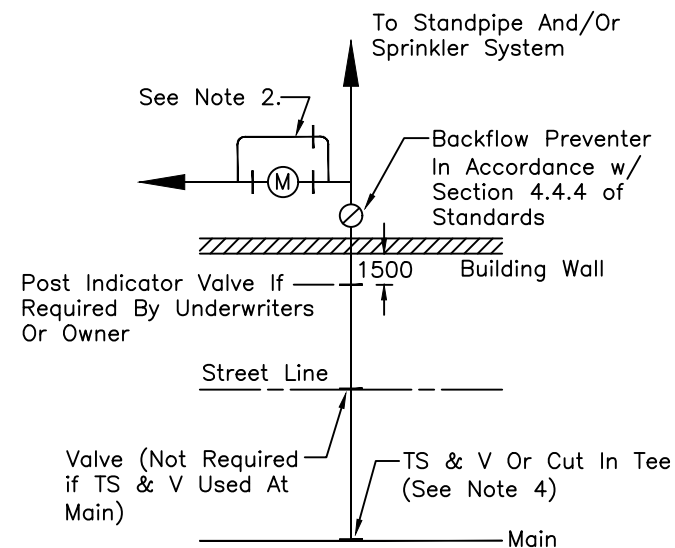 To Standpipe And/Or
Sprinkler System
See Note 2.
Backflow Preventer
In Accordance w/
Section 4.4.4 of
Standards
M
1500
Building Wall
Post Indicator Valve If
Required By Underwriters
Or Owner
Street Line
Valve (Not Required
if TS & V Used At
Main)
TS & V Or Cut In Tee
(See Note 4)
Main